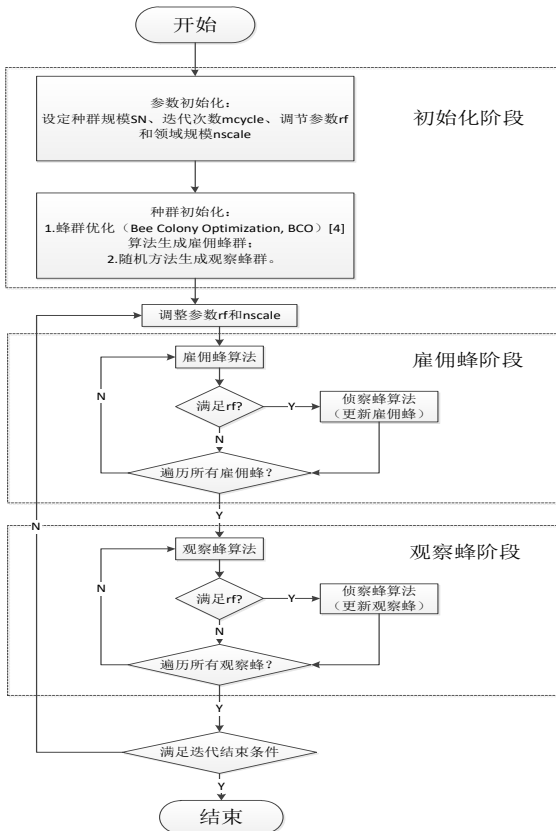 开始
参数初始化：
设定种群规模SN、迭代次数mcycle、调节参数rf
和领域规模nscale
初始化阶段
种群初始化：
1.蜂群优化（Bee Colony Optimization, BCO）[4]
算法生成雇佣蜂群；
2.随机方法生成观察蜂群。
调整参数rf和nscale
雇佣蜂阶段
雇佣蜂算法
N
满足rf?
Y
侦察蜂算法
（更新雇佣蜂）
N
遍历所有雇佣蜂？
Y
N
观察蜂阶段
观察蜂算法
N
满足rf?
Y
侦察蜂算法
（更新观察蜂）
N
遍历所有观察蜂？
Y
满足迭代结束条件
Y
结束